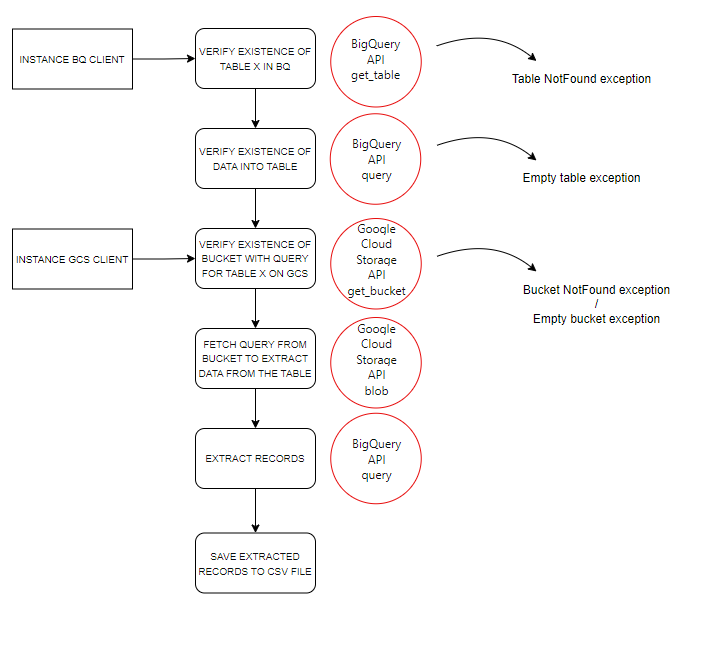 INSTANCE BQ CLIENT
VERIFY EXISTENCE OF
TABLE X IN BQ
BigQuery
API
get_table
Table NotFound exception
VERIFY EXISTENCE OF
DATA INTO TABLE
BigQuery
API
query
Empty table exception
INSTANCE GCS CLIENT
VERIFY EXISTENCE OF
BUCKET WITH QUERY
FOR TABLE X ON GCS
Google
Cloud
Storage
API
get_bucket
Bucket NotFound exception
/
Empty bucket exception
FETCH QUERY FROM
BUCKET TO EXTRACT
DATA FROM THE TABLE
Google
Cloud
Storage
API
blob
EXTRACT RECORDS
BigQuery
API
query
SAVE EXTRACTED
RECORDS TO CSV FILE